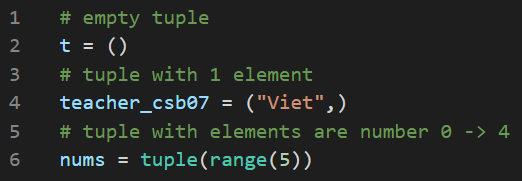 1 # empty tuple
2 t = ()
3 # tuple with 1 element
4 teacher_csb07 = ("Viet",)
5 # tuple with elements are number 0 -> 4
6 nums = tuple(range(5))